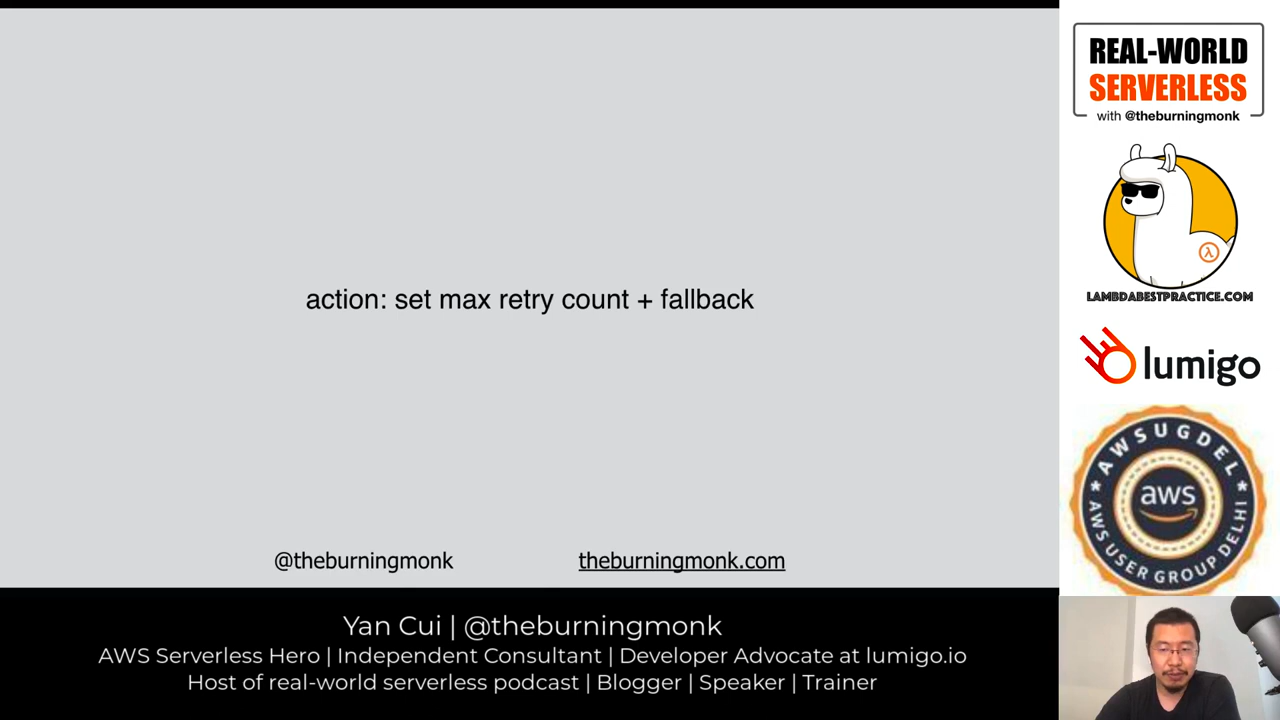 action: set max retry count + fallback
@theburningmonk
theburningmonk.com
Yan Cui | @theburningmonk
AWS Serverless Hero | Independent Consultant | Developer Advocate at lumigo.io
Host of real-world serverless podcast | Blogger | Speaker | Trainer
REAL-WORLD
SERVERLESS
with @theburningmonk
λ
LAMBDABESTPRACTICE.COM
lumigo
* AWSUGDEL *
aws
AWS USER GROUP DELHI